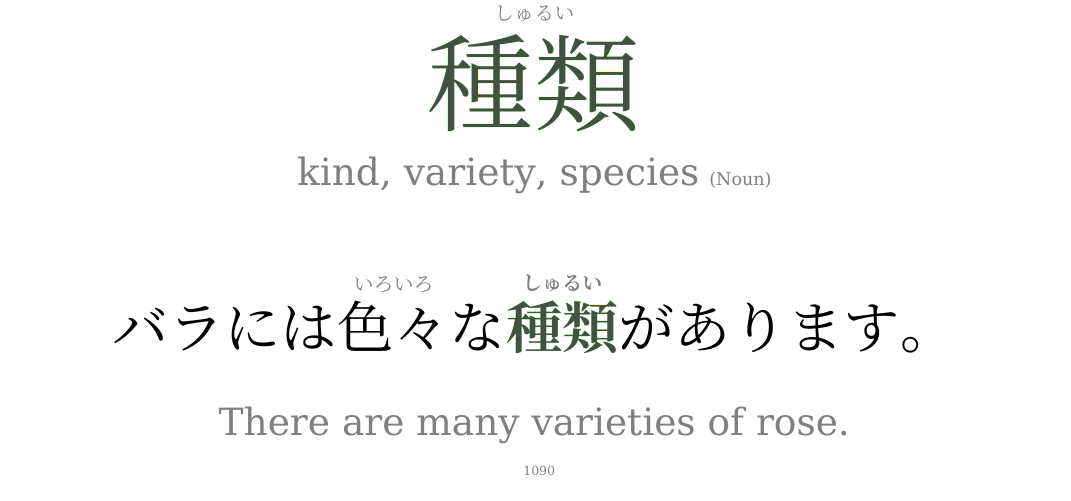 しゅるい
種類
kind, variety, species (Noun)
いろいろ しゅるい
バラには色々な種類があります。
There are many varieties of rose.
1090